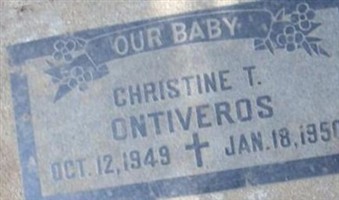 OUR BABY
CHRISTINE T.
ONTIVEROS
OCT. 12, 1949 ✝ JAN. 18, 1950